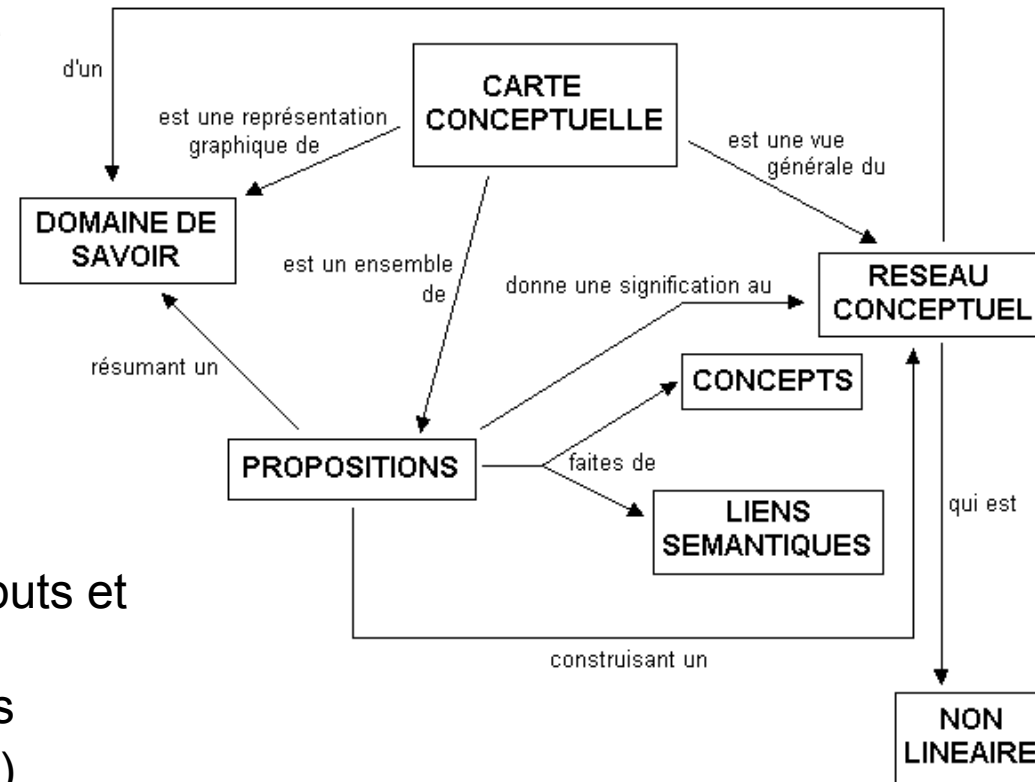 d'un
CARTE
CONCEPTUELLE
est une représentation
graphique de
est une vue
générale du
DOMAINE DE
SAVOIR
est un ensemble
de
donne une signification au
RESEAU
CONCEPTUEL
résumant un
CONCEPTS
PROPOSITIONS
faites de
LIENS
SEMANTIQUES
qui est
et
construisant un
NON
LINEAIRE
)